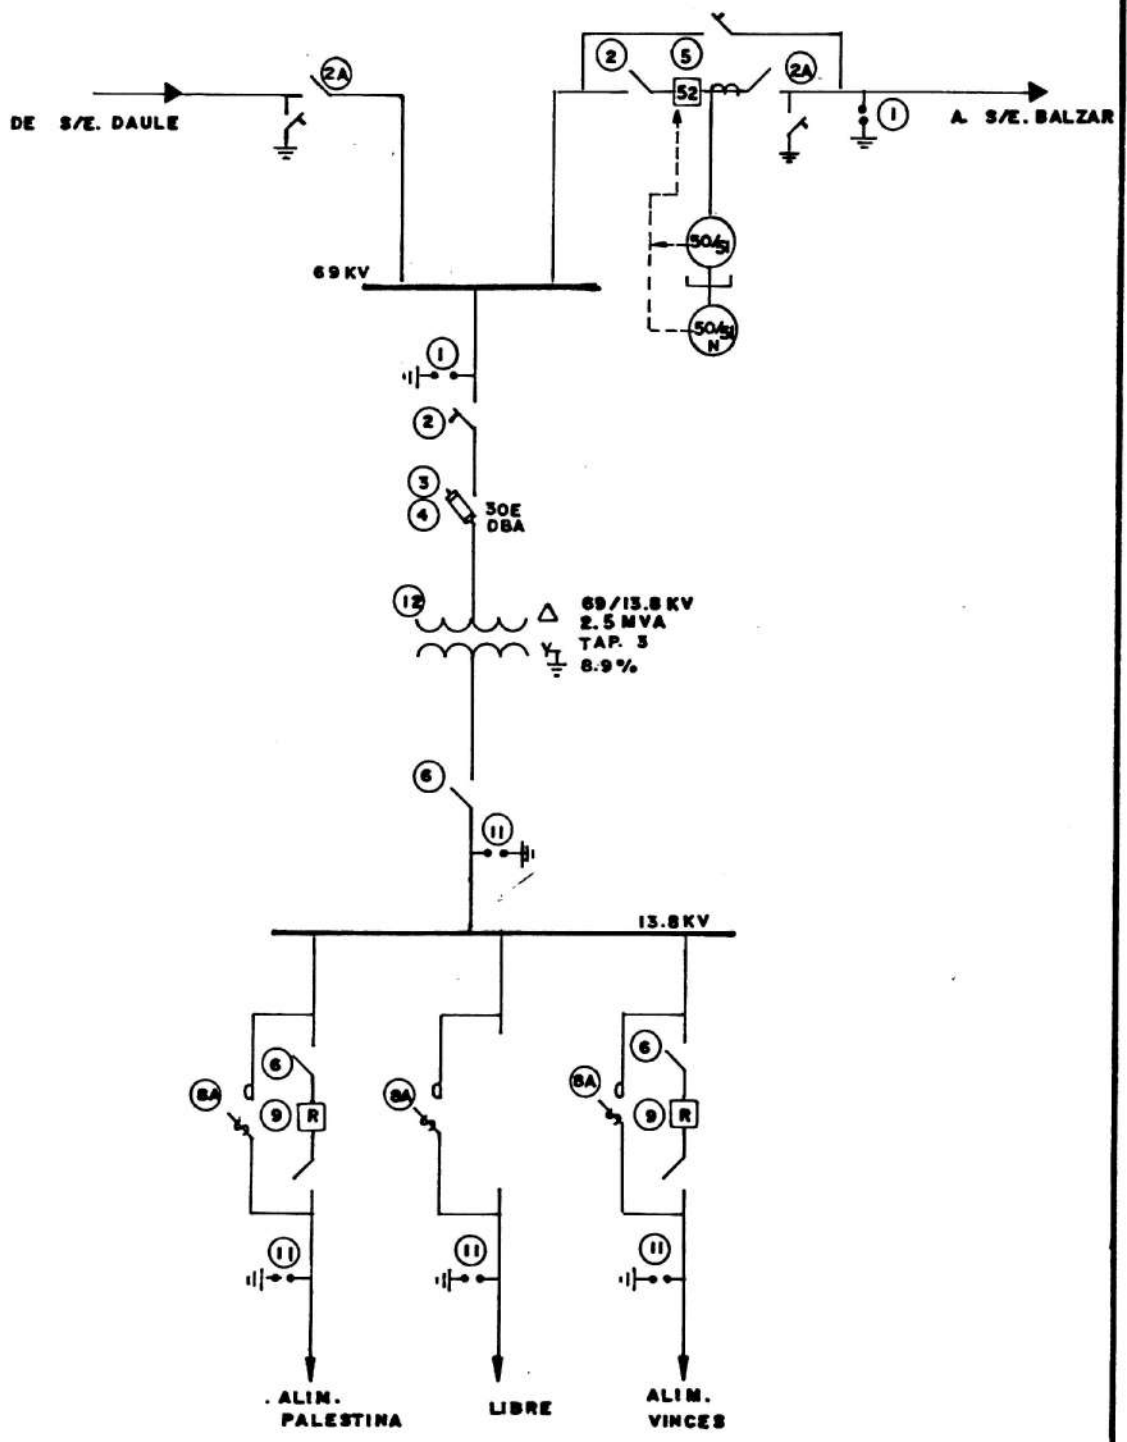 2A
2
5
2A
52
DE S/E. DAULE
1
A. S/E. BALZAR
50/51
69 KV
50/51
N
1
2
3
4
30E
DBA
12
69/13.8 KV
2.5 MVA
TAP. 3
8.9%
Y
6
11
13.8 KV
6
8A
9
R
8A
6
8A
9
R
11
11
11
ALIM.
PALESTINA
LIBRE
ALIM.
VINCES